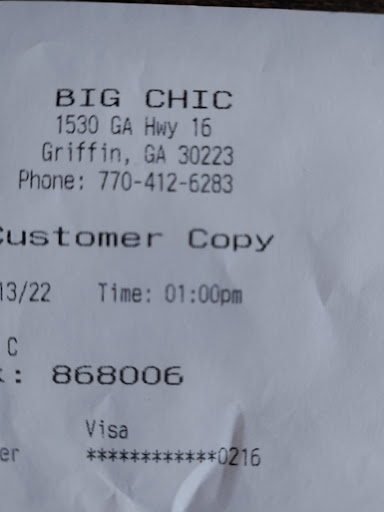 BIG CHIC
1530 GA Hwy 16
Griffin, GA 30223
Phone: 770-412-6283
Customer Copy
13/22 Time: 01:00pm
C
: 868006
Visa
er ************0216